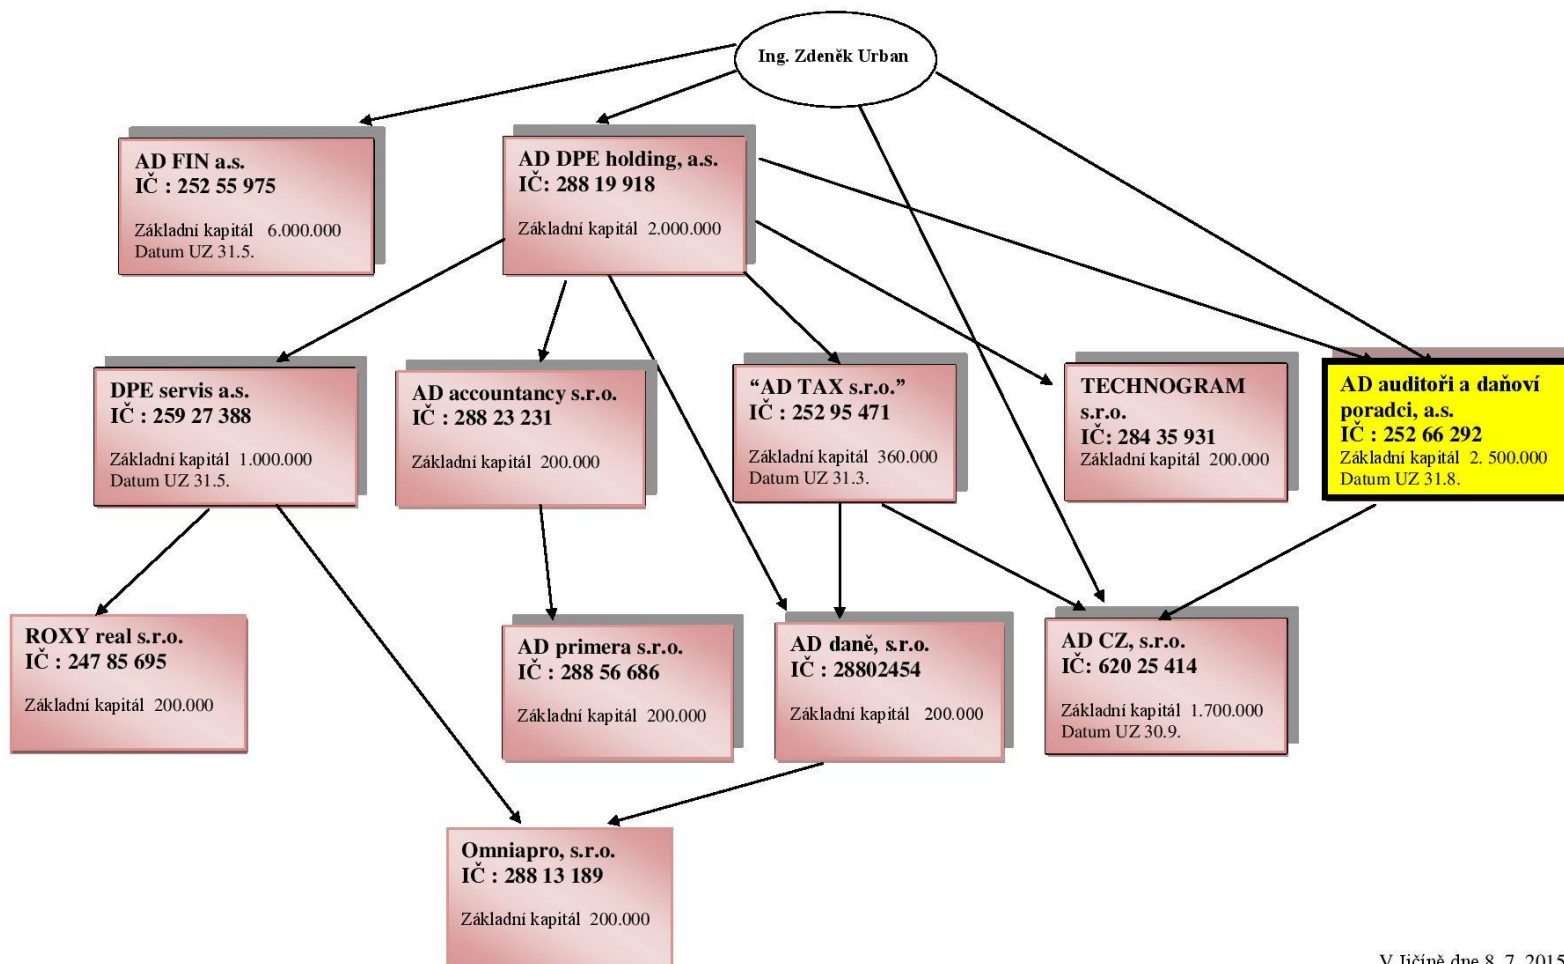 Ing. Zdeněk Urban
AD FIN a.s.
IČ : 252 55 975
Základní kapitál 6.000.000
Datum UZ 31.5.
AD DPE holding, a.s.
IČ: 288 19 918
Základní kapitál 2.000.000
DPE servis a.s.
IČ : 259 27 388
Základní kapitál 1.000.000
Datum UZ 31.5.
AD accountancy s.r.o.
IČ : 288 23 231
Základní kapitál 200.000
“AD TAX s.r.o.”
IČ : 252 95 471
Základní kapitál 360.000
Datum UZ 31.3.
TECHNOGRAM
s.r.o.
IČ: 284 35 931
Základní kapitál 200.000
AD auditoři a daňoví
poradci, a.s.
IČ : 252 66 292
Základní kapitál 2. 500.000
Datum UZ 31.8.
ROXY real s.r.o.
IČ : 247 85 695
Základní kapitál 200.000
AD primera s.r.o.
IČ : 288 56 686
Základní kapitál 200.000
AD daně, s.r.o.
IČ : 28802454
Základní kapitál 200.000
AD CZ, s.r.o.
IČ: 620 25 414
Základní kapitál 1.700.000
Datum UZ 30.9.
Omniapro, s.r.o.
IČ : 288 13 189
Základní kapitál 200.000
V Jičíně dne 8. 7. 2015